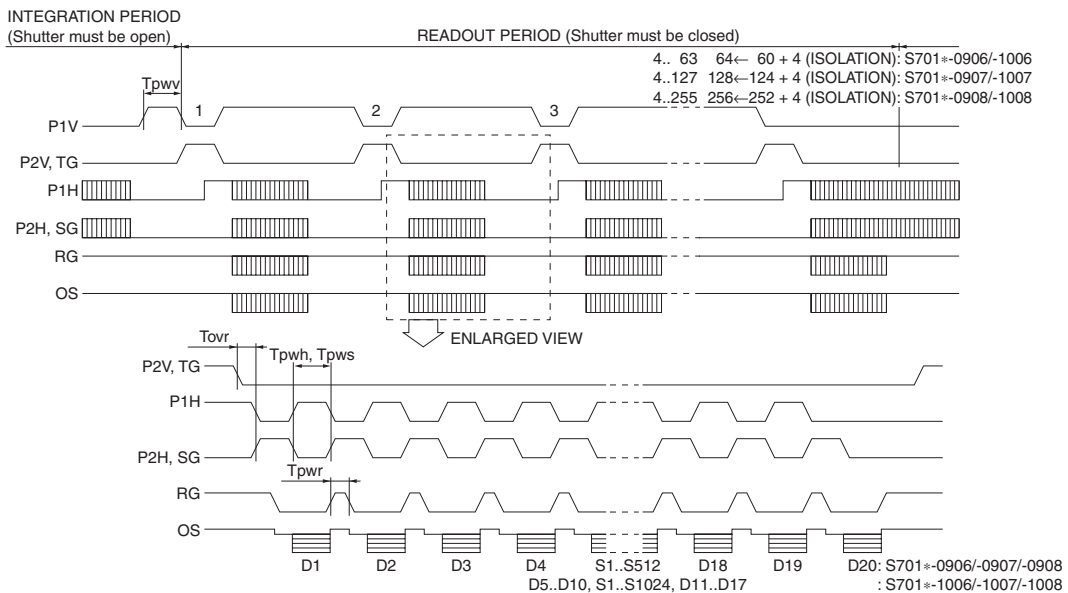 INTEGRATION PERIOD
(Shutter must be open)
READOUT PERIOD (Shutter must be closed)
4.. 63 64← 60 + 4 (ISOLATION): S701*-0906/-1006
4..127 128←124 + 4 (ISOLATION): S701*-0907/-1007
4..255 256←252 + 4 (ISOLATION): S701*-0908/-1008
Tpwv
1
2
3
P1V
P2V, TG
P1H
P2H, SG
RG
OS
ENLARGED VIEW
Tovr
Tpwh, Tpws
P2V, TG
P1H
P2H, SG
Tpwr
RG
OS
D1 D2 D3 D4 S1..S512 D18 D19 D20: S701*-0906/-0907/-0908
D5..D10, S1..S1024, D11..D17 : S701*-1006/-1007/-1008